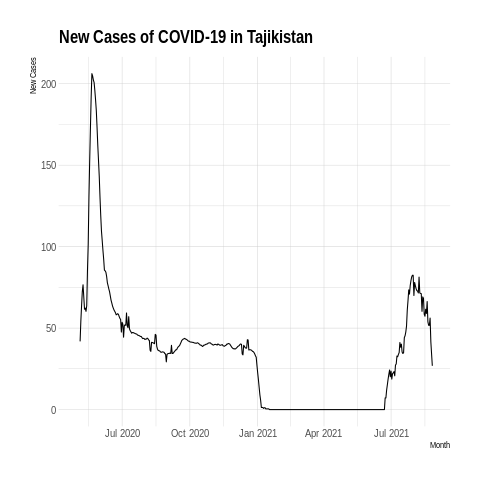 New Cases of COVID-19 in Tajikistan
New Cases
200
150
100
50
0
Jul 2020 Oct 2020 Jan 2021 Apr 2021 Jul 2021
Month